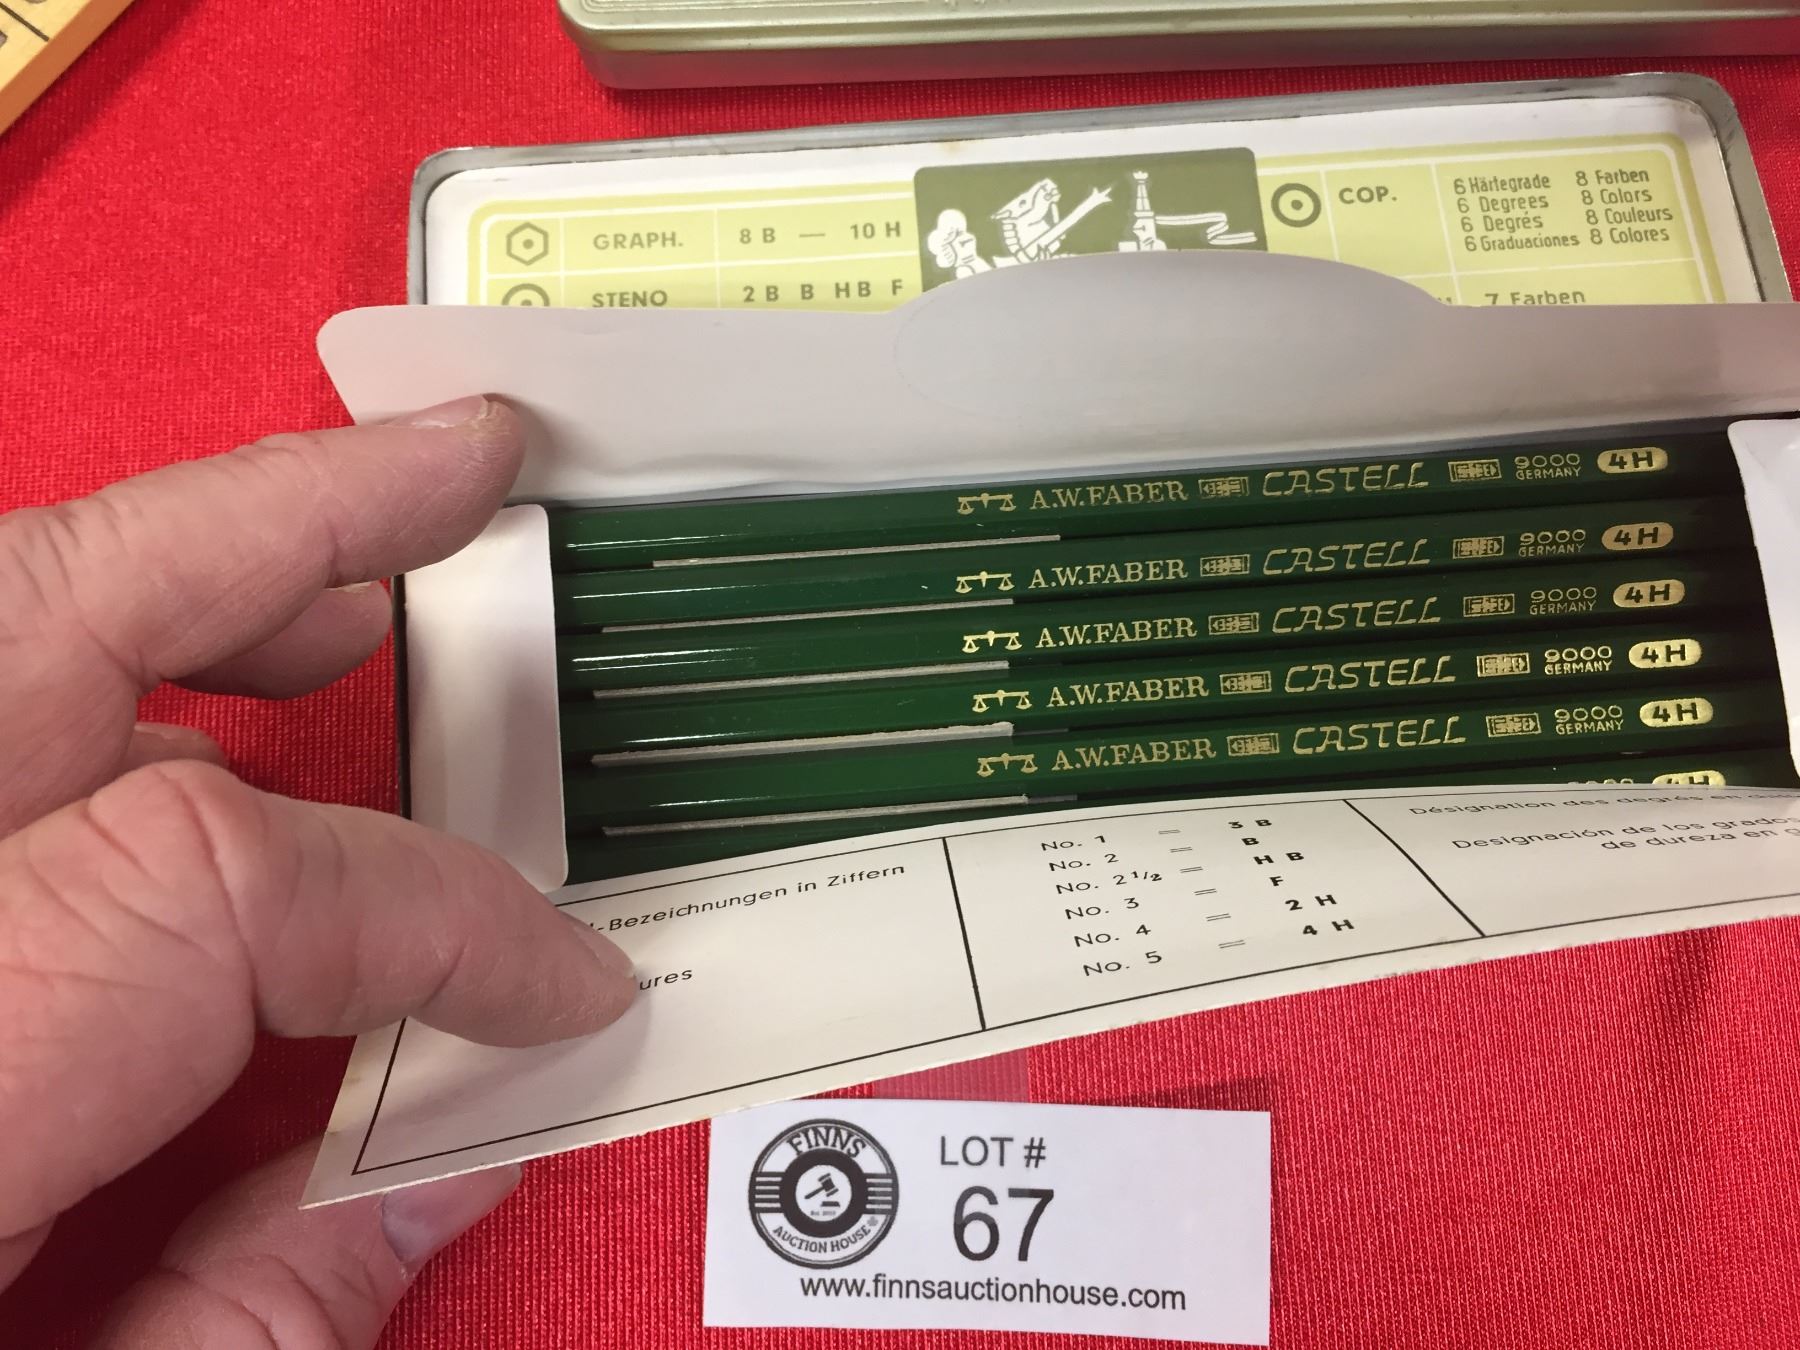 GRAPH. 8 B — 10 H
STENO 2 B B HB F
COP.
6 Härtegrade 8 Farben
6 Degrees 8 Colors
6 Degrés 8 Couleurs
6 Graduaciones 8 Colores
7 Farben
A.W.FABER CASTELL 9000 GERMANY 4H
A.W.FABER CASTELL 9000 GERMANY 4H
A.W.FABER CASTELL 9000 GERMANY 4H
A.W.FABER CASTELL 9000 GERMANY 4H
A.W.FABER CASTELL 9000 GERMANY 4H
9000 4H
-Bezeichnungen in Ziffern
ures
No. 1 = 3 B
No. 2 = B
No. 2 1/2 = H B
No. 3 = F
No. 4 = 2 H
No. 5 = 4 H
Désignation des degrés en
Designación de los grados
de dureza en
FINNS
AUCTION HOUSE
LOT #
67
www.finnsauctionhouse.com